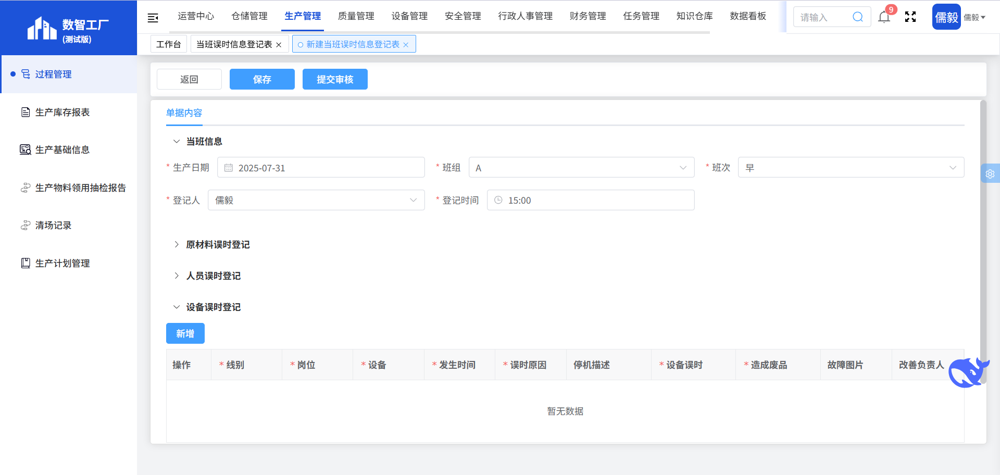 数智工厂
(测试版)
运营中心 仓储管理 生产管理 质量管理 设备管理 安全管理 行政人事管理 财务管理 任务管理 知识仓库 数据看板
请输入
9
儒毅
儒毅
工作台
当班误时信息登记表
新建当班误时信息登记表
过程管理
生产库存报表
生产基础信息
生产物料领用抽检报告
清场记录
生产计划管理
返回 保存 提交审核
单据内容
当班信息
* 生产日期 2025-07-31 * 班组 A * 班次 早
* 登记人 儒毅 * 登记时间 15:00
原材料误时登记
人员误时登记
设备误时登记
新增
操作 * 线别 * 岗位 * 设备 * 发生时间 * 误时原因 停机描述 * 设备误时 * 造成废品 故障图片 改善负责人
暂无数据